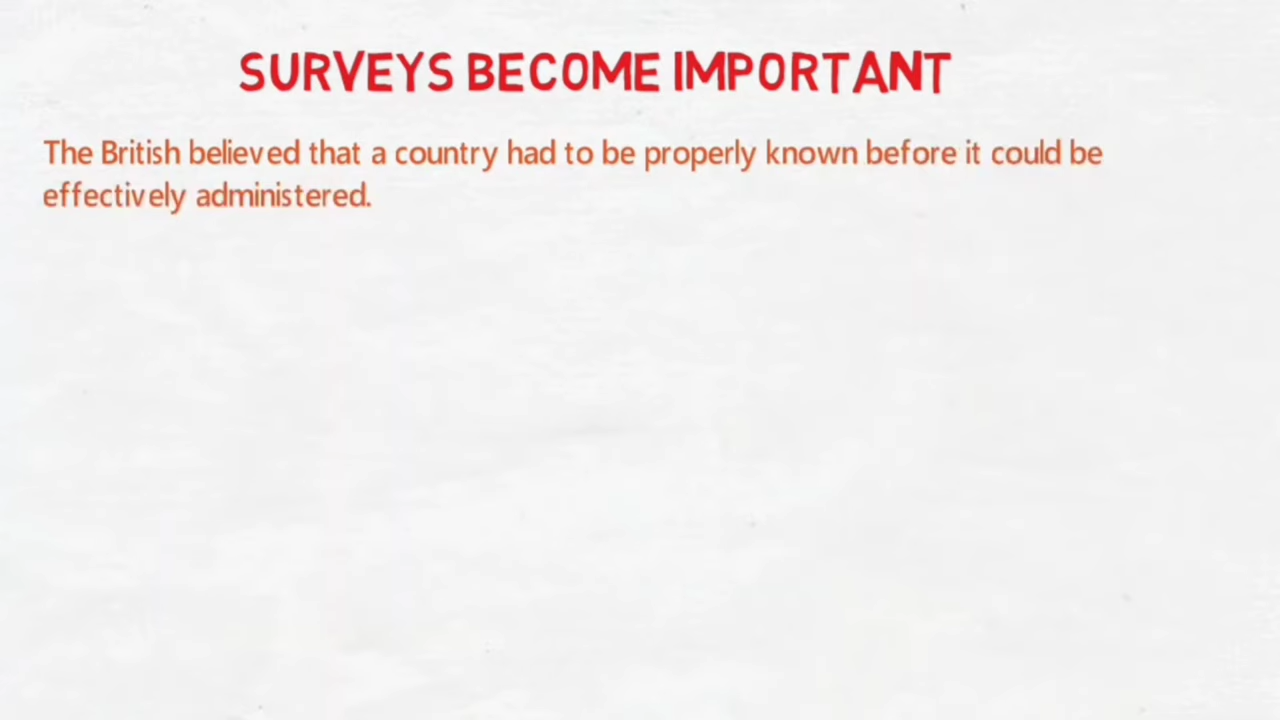 SURVEYS BECOME IMPORTANT
The British believed that a country had to be properly known before it could be
effectively administered.